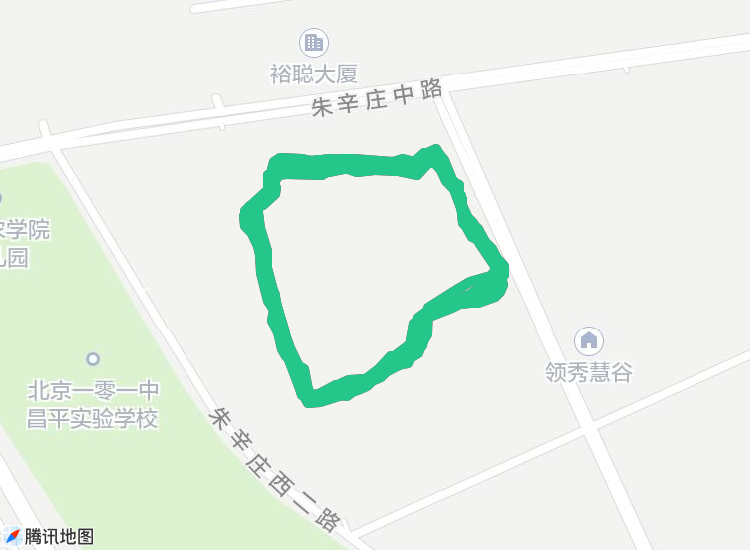 裕聪大厦
朱辛庄中路
农学院
儿园
领秀慧谷
北京一零一中
昌平实验学校
朱辛庄西二路
腾讯地图